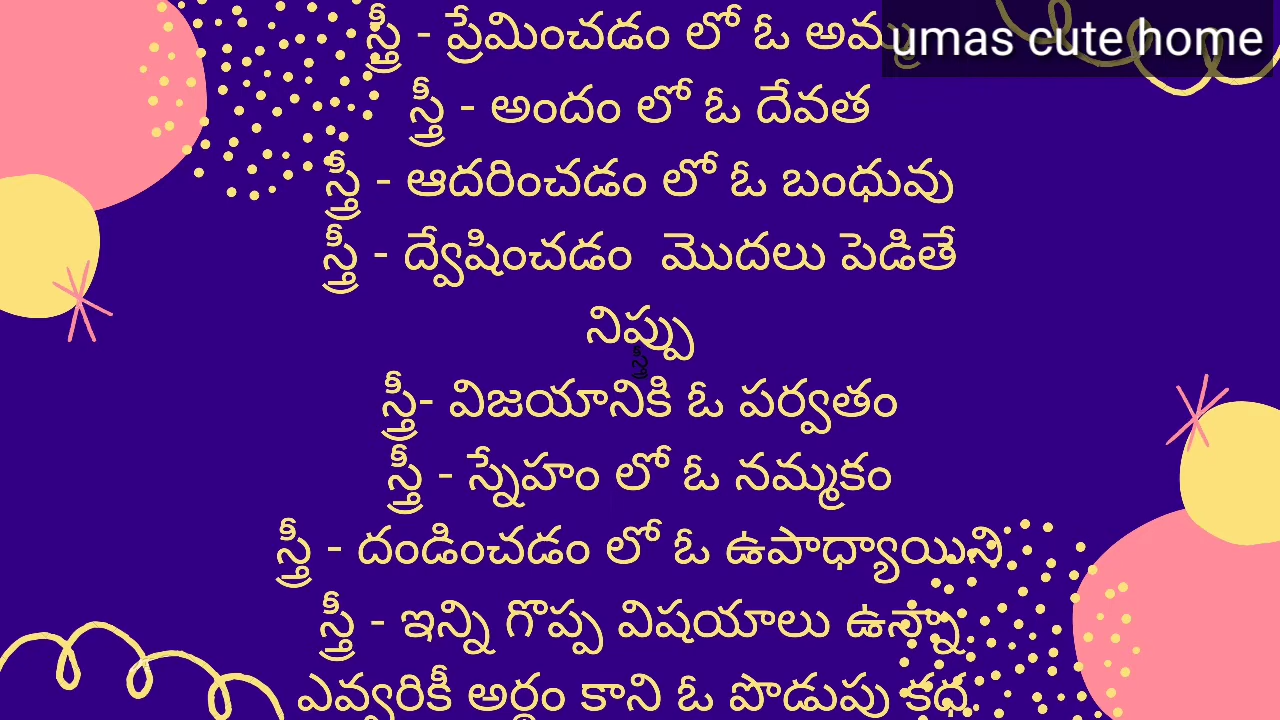 స్త్రీ - ప్రేమించడం లో ఓ అమ్మ
umas cute home
స్త్రీ - అందం లో ఓ దేవత
స్త్రీ - ఆదరించడం లో ఓ బంధువు
స్త్రీ - ద్వేషించడం మొదలు పెడితే
నిప్పు
స్త్రీ- విజయానికి ఓ పర్వతం
స్త్రీ - స్నేహం లో ఓ నమ్మకం
స్త్రీ - దండించడం లో ఓ ఉపాధ్యాయిని
స్త్రీ - ఇన్ని గొప్ప విషయాలు ఉన్నా
ఎవ్వరికీ అర్థం కాని ఓ పొడుపు కథ.